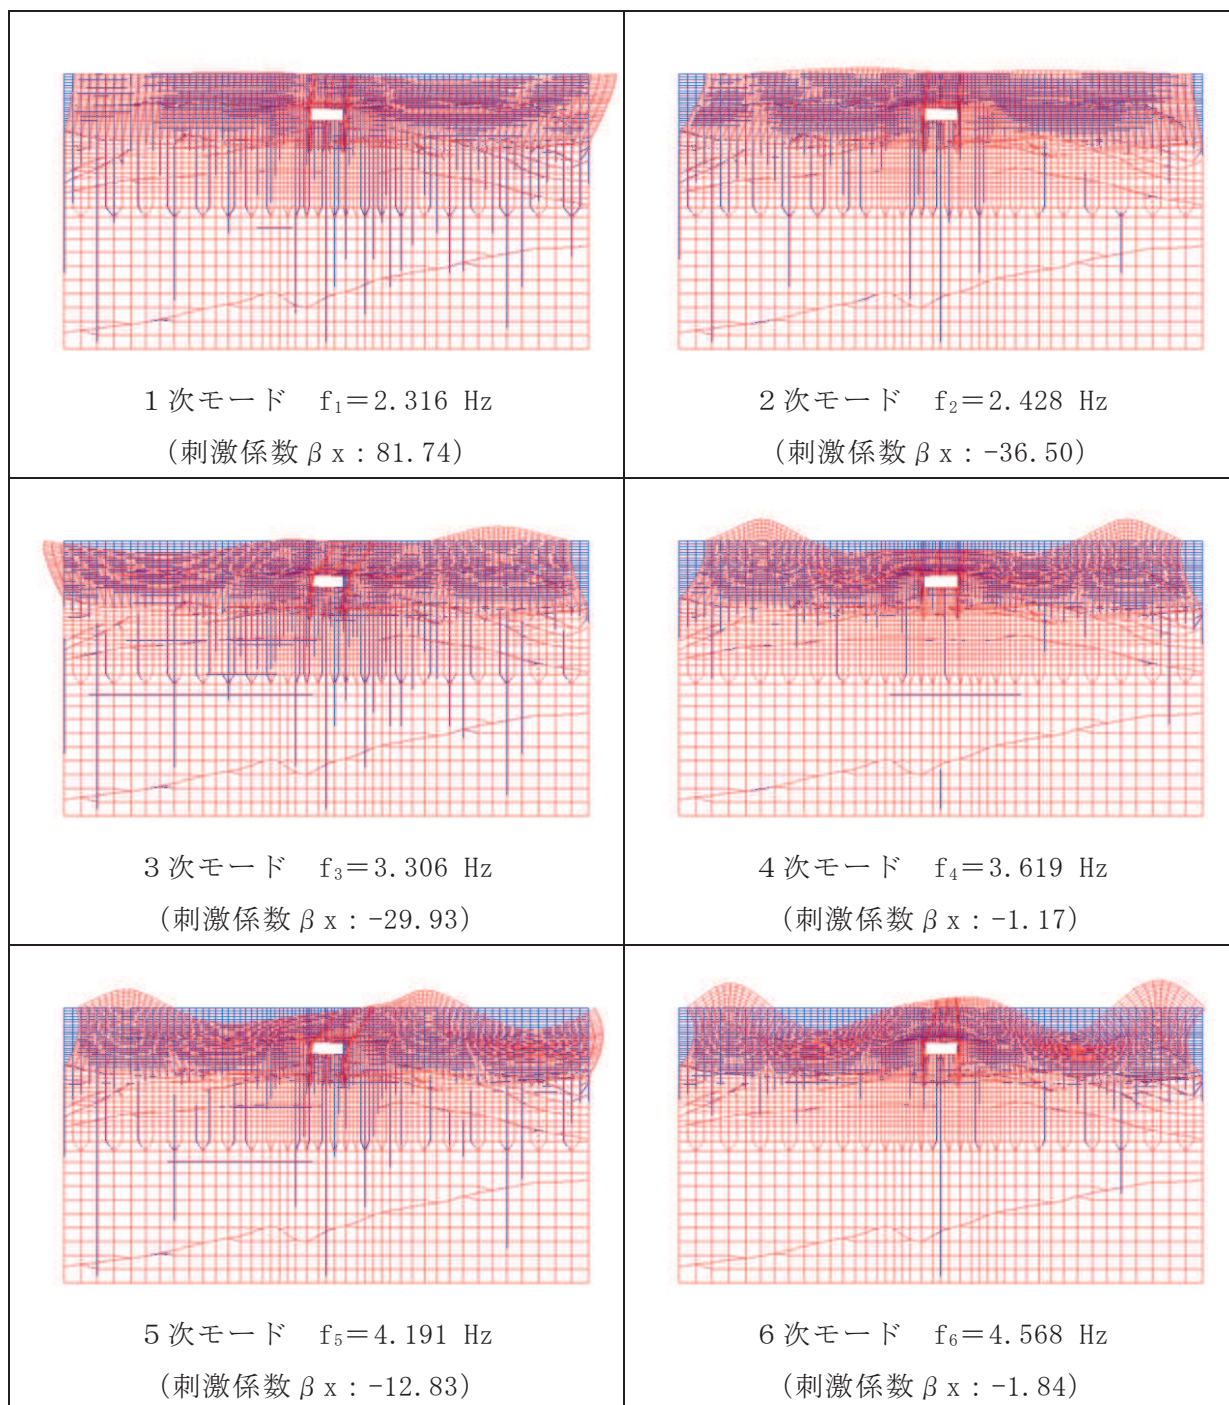 1次モード　f₁＝2.316 Hz
(刺激係数βx：81.74)
2次モード　f₂＝2.428 Hz
(刺激係数βx：-36.50)
3次モード　f₃＝3.306 Hz
(刺激係数βx：-29.93)
4次モード　f₄＝3.619 Hz
(刺激係数βx：-1.17)
5次モード　f₅＝4.191 Hz
(刺激係数βx：-12.83)
6次モード　f₆＝4.568 Hz
(刺激係数βx：-1.84)